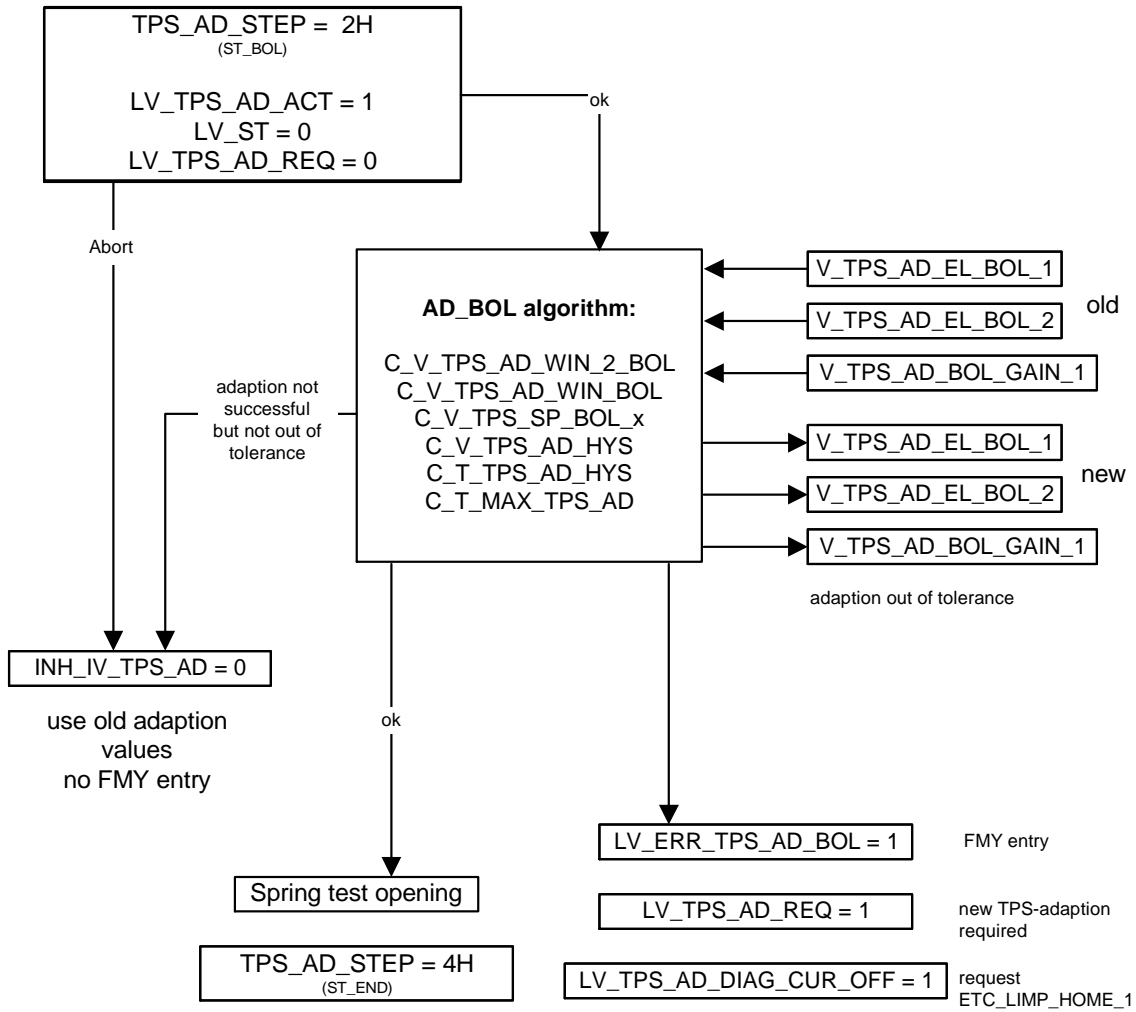 TPS_AD_STEP = 2H
(ST_BOL)
LV_TPS_AD_ACT = 1
LV_ST = 0
LV_TPS_AD_REQ = 0
ok
Abort
AD_BOL algorithm:
C_V_TPS_AD_WIN_2_BOL
C_V_TPS_AD_WIN_BOL
C_V_TPS_SP_BOL_x
C_V_TPS_AD_HYS
C_T_TPS_AD_HYS
C_T_MAX_TPS_AD
V_TPS_AD_EL_BOL_1
V_TPS_AD_EL_BOL_2
old
V_TPS_AD_BOL_GAIN_1
V_TPS_AD_EL_BOL_1
V_TPS_AD_EL_BOL_2
new
V_TPS_AD_BOL_GAIN_1
adaption out of tolerance
adaption not
successful
but not out of
tolerance
INH_IV_TPS_AD = 0
use old adaption
values
no FMY entry
ok
Spring test opening
TPS_AD_STEP = 4H
(ST_END)
LV_ERR_TPS_AD_BOL = 1
FMY entry
LV_TPS_AD_REQ = 1
new TPS-adaption
required
LV_TPS_AD_DIAG_CUR_OFF = 1
request
ETC_LIMP_HOME_1